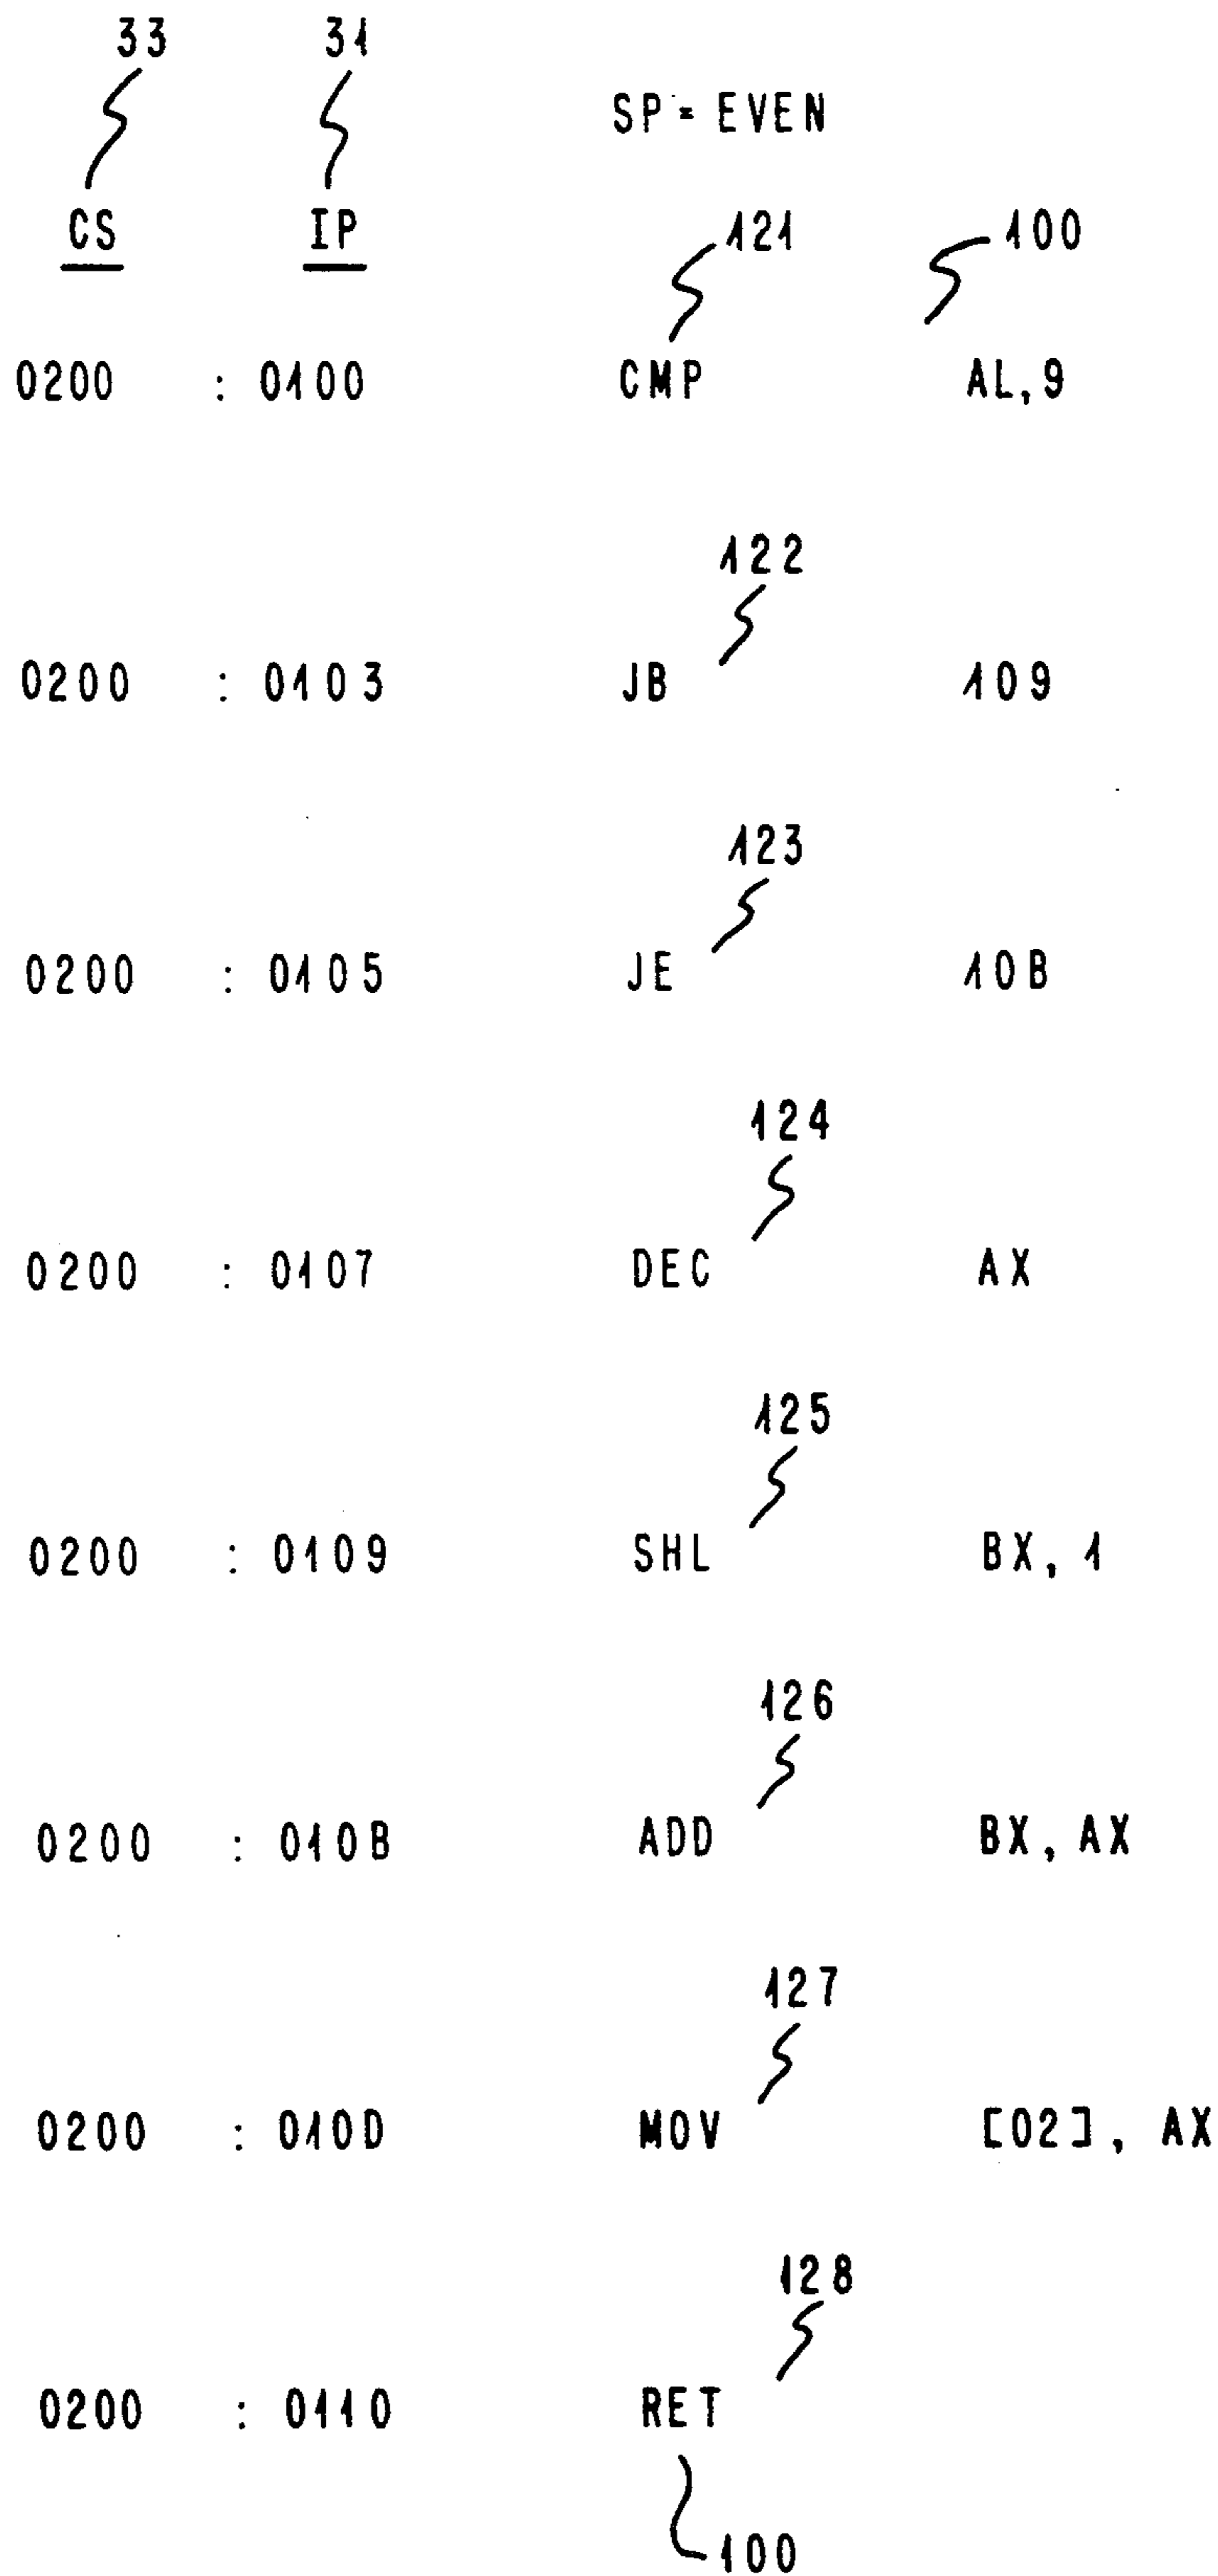 33 31
SP = EVEN
CS IP
121 100
0200 : 0100 CMP AL, 9
122
0200 : 0103 JB 109
123
0200 : 0105 JE 10B
124
0200 : 0107 DEC AX
125
0200 : 0109 SHL BX, 1
126
0200 : 010B ADD BX, AX
127
0200 : 010D MOV [02], AX
128
0200 : 0110 RET
100